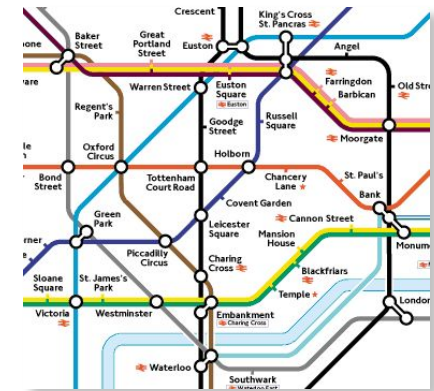 Crescent
Baker
Street
Great
Portland
Street
Euston
King's Cross
St. Pancras
Angel
Warren Street
Euston
Square
Euston
Farringdon
Barbican
Old Str
Regent's
Park
Goodge
Street
Russell
Square
Moorgate
Oxford
Circus
Holborn
Bond
Street
Tottenham
Court Road
Chancery
Lane
St. Paul's
Bank
Covent Garden
Green
Park
Leicester
Square
Cannon Street
Mansion
House
Monum
rner
Piccadilly
Circus
Charing
Cross
Blackfriars
Sloane
Square
St. James's
Park
Temple
Victoria
Westminster
Embankment
Charing Cross
London
Waterloo
Southwark
Waterloo East